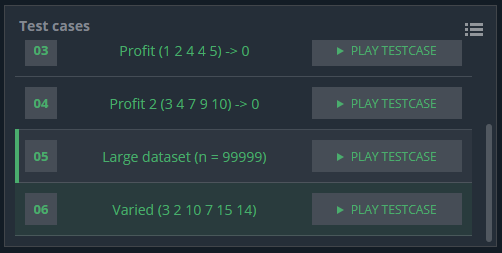 Test cases
03 Profit (1 2 4 4 5) -> 0 PLAY TESTCASE
04 Profit 2 (3 4 7 9 10) -> 0 PLAY TESTCASE
05 Large dataset (n = 99999) PLAY TESTCASE
06 Varied (3 2 10 7 15 14) PLAY TESTCASE